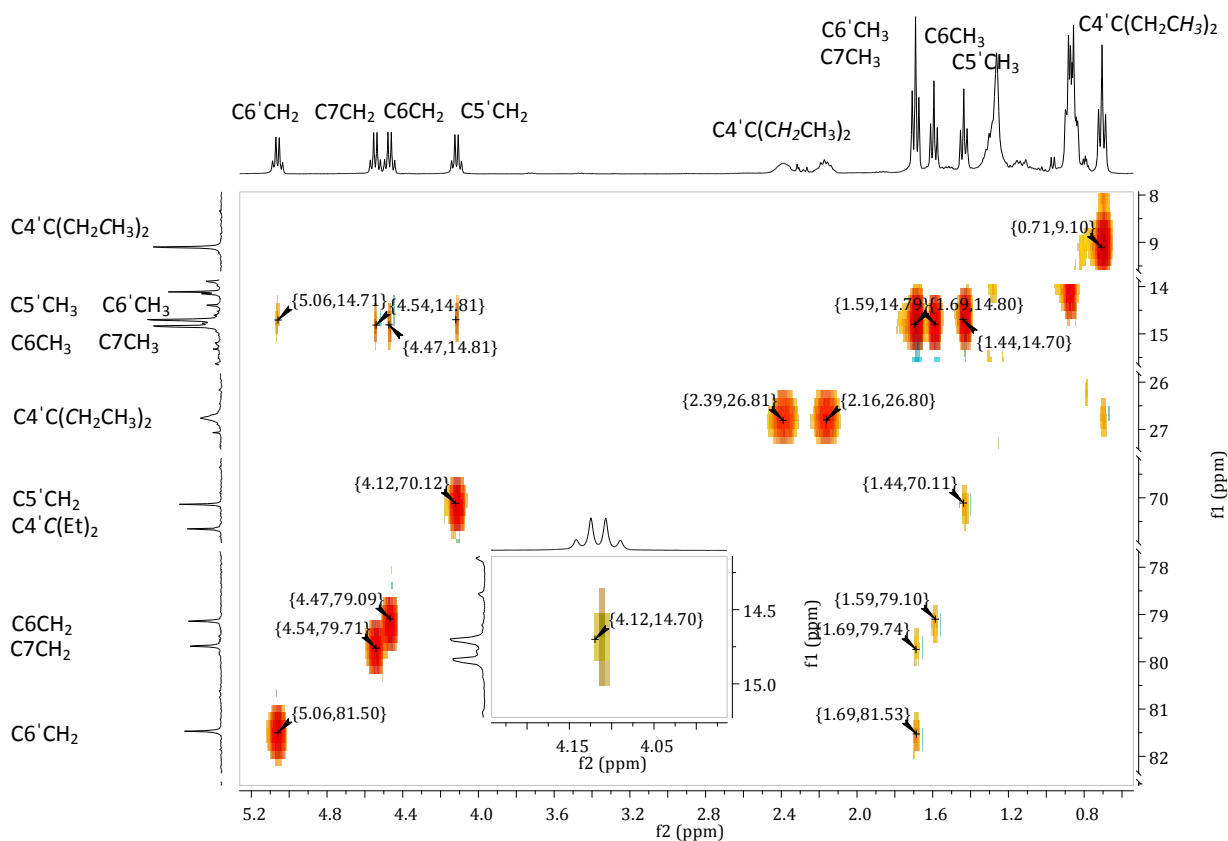 C6'CH3 C6CH3 C4'C(CH2CH3)2
C7CH3 C5'CH3
C6'CH2 C7CH2 C6CH2 C5'CH2
C4'C(CH2CH3)2
C4'C(CH2CH3)2
C5'CH3 C6'CH3
C6CH3 C7CH3
C4'C(CH2CH3)2
C5'CH2
C4'C(Et)2
C6CH2
C7CH2
C6'CH2
{0.71,9.10}
{5.06,14.71} {4.54,14.81} {1.59,14.79} {1.69,14.80}
{4.47,14.81} {1.44,14.70}
{2.39,26.81} {2.16,26.80}
{4.12,70.12} {1.44,70.11}
{4.47,79.09} {1.59,79.10}
{4.54,79.71} {1.69,79.74}
{5.06,81.50} {1.69,81.53}
{4.12,14.70}
14.5
15.0
f1 (ppm)
4.15 4.05
f2 (ppm)
8
9
14
15
26
27
70
78
80
81
82
f1 (ppm)
5.2 4.8 4.4 4.0 3.6 3.2 2.8 2.4 2.0 1.6 1.2 0.8
f2 (ppm)